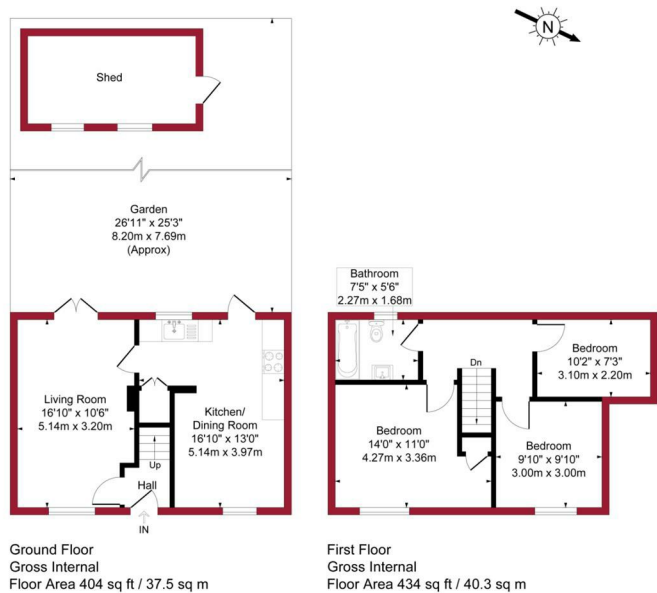 N
Shed
Garden
26'11" x 25'3"
8.20m x 7.69m
(Approx)
Living Room
16'10" x 10'6"
5.14m x 3.20m
Kitchen/
Dining Room
16'10" x 13'0"
5.14m x 3.97m
Up
Hall
IN
Ground Floor
Gross Internal
Floor Area 404 sq ft / 37.5 sq m
Bathroom
7'5" x 5'6"
2.27m x 1.68m
Dn
Bedroom
10'2" x 7'3"
3.10m x 2.20m
Bedroom
14'0" x 11'0"
4.27m x 3.36m
Bedroom
9'10" x 9'10"
3.00m x 3.00m
First Floor
Gross Internal
Floor Area 434 sq ft / 40.3 sq m